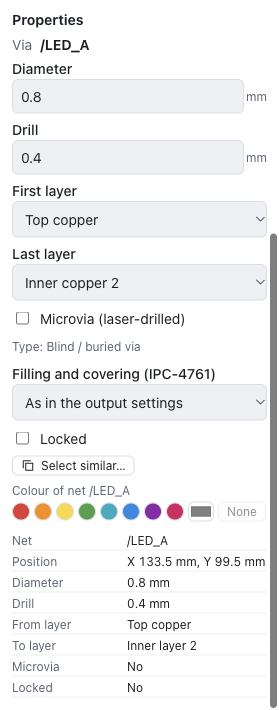 Properties
Via /LED_A
Diameter
0.8 mm
Drill
0.4 mm
First layer
Top copper
Last layer
Inner copper 2
Microvia (laser-drilled)
Type: Blind / buried via
Filling and covering (IPC-4761)
As in the output settings
Locked
Select similar...
Colour of net /LED_A
None
Net /LED_A
Position X 133.5 mm, Y 99.5 mm
Diameter 0.8 mm
Drill 0.4 mm
From layer Top copper
To layer Inner layer 2
Microvia No
Locked No